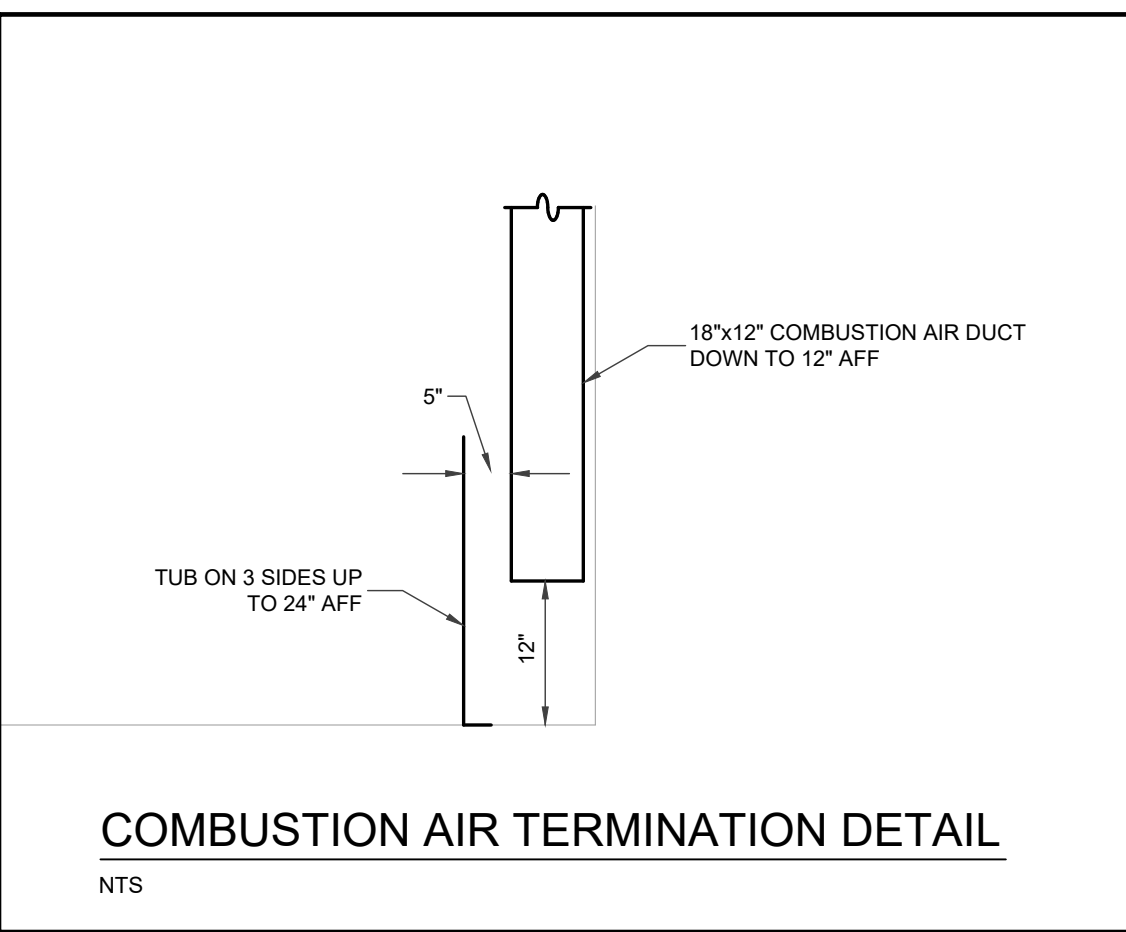 18"x12" COMBUSTION AIR DUCT
DOWN TO 12" AFF
5"
TUB ON 3 SIDES UP
TO 24" AFF
12"
COMBUSTION AIR TERMINATION DETAIL
NTS